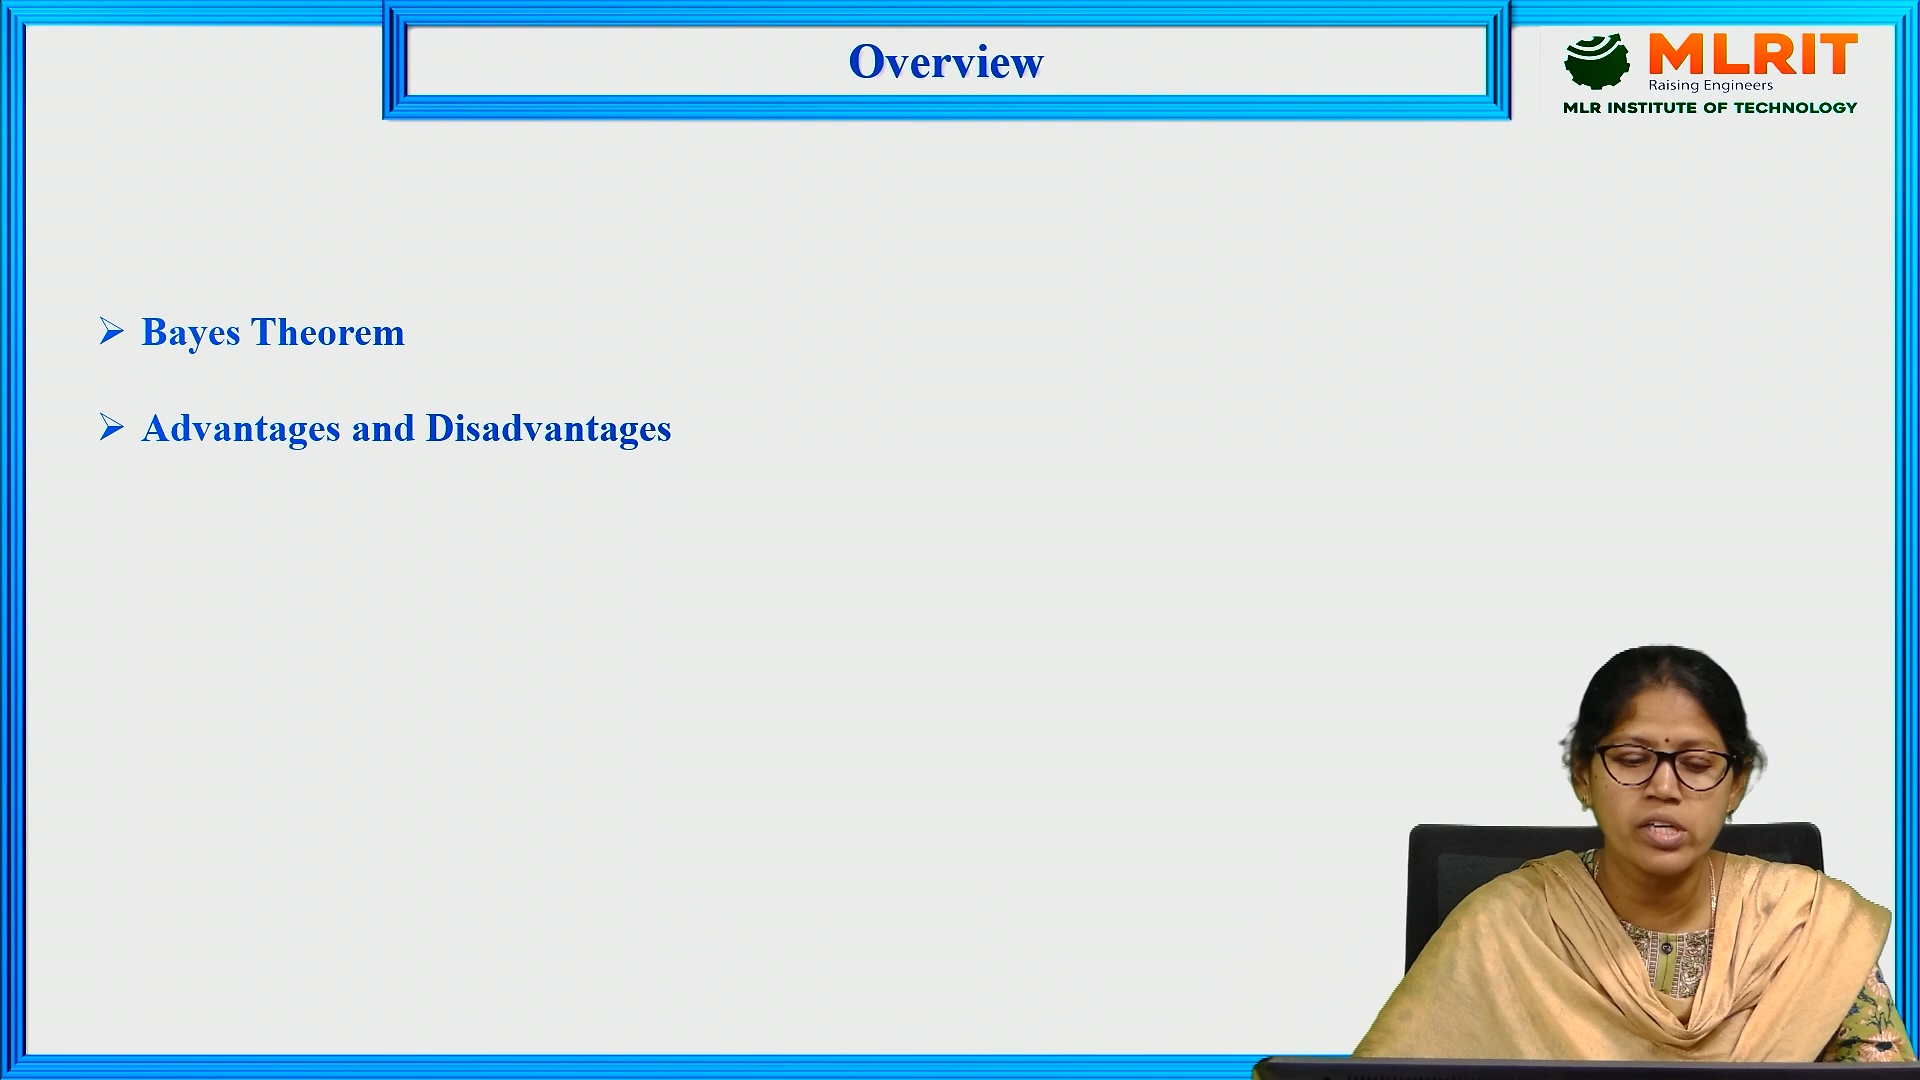 Overview
MLRIT
Raising Engineers
MLR INSTITUTE OF TECHNOLOGY
Bayes Theorem
Advantages and Disadvantages